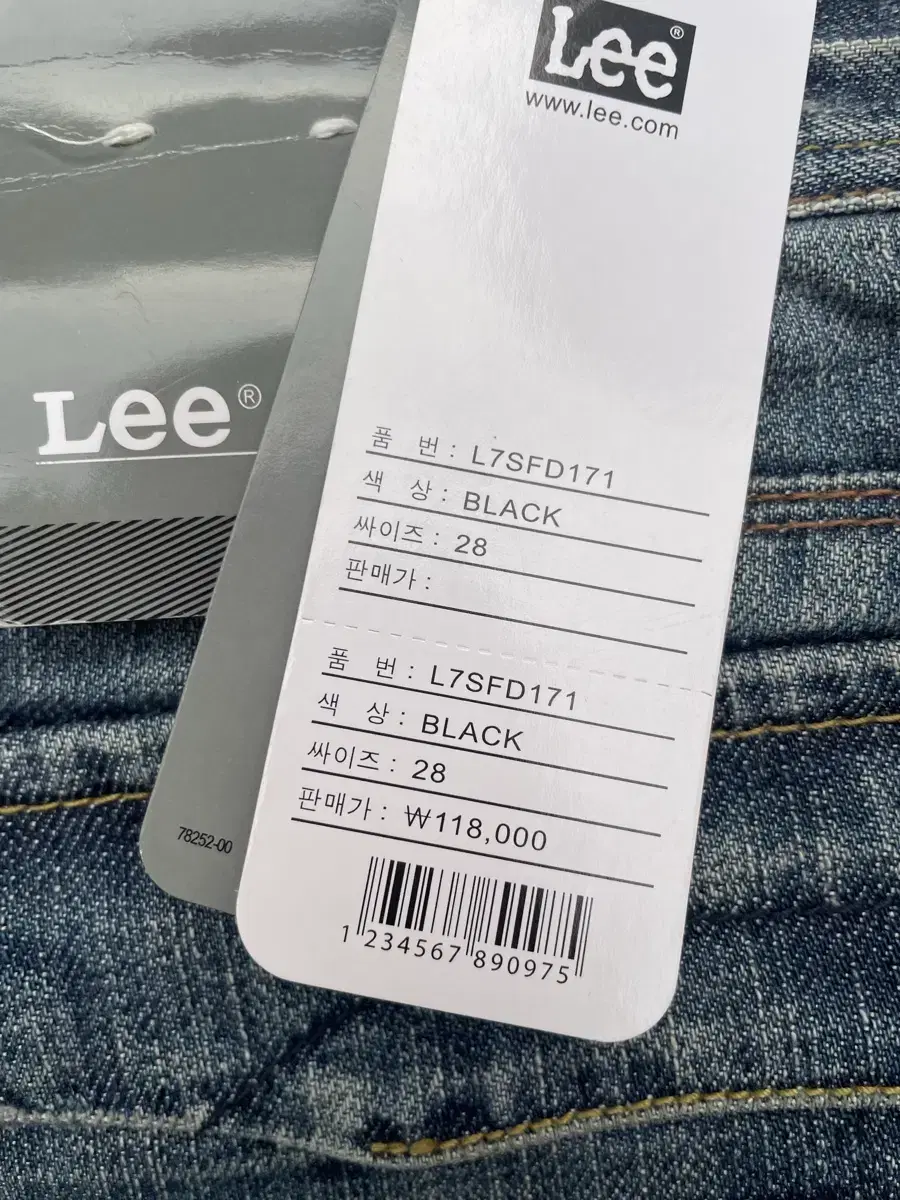 Lee®
www.lee.com
Lee®
품 번 : L7SFD171
색 상 : BLACK
싸이즈 : 28
판매가 :
품 번 : L7SFD171
색 상 : BLACK
싸이즈 : 28
판매가 : ₩118,000
78252-00
1 234567 890975